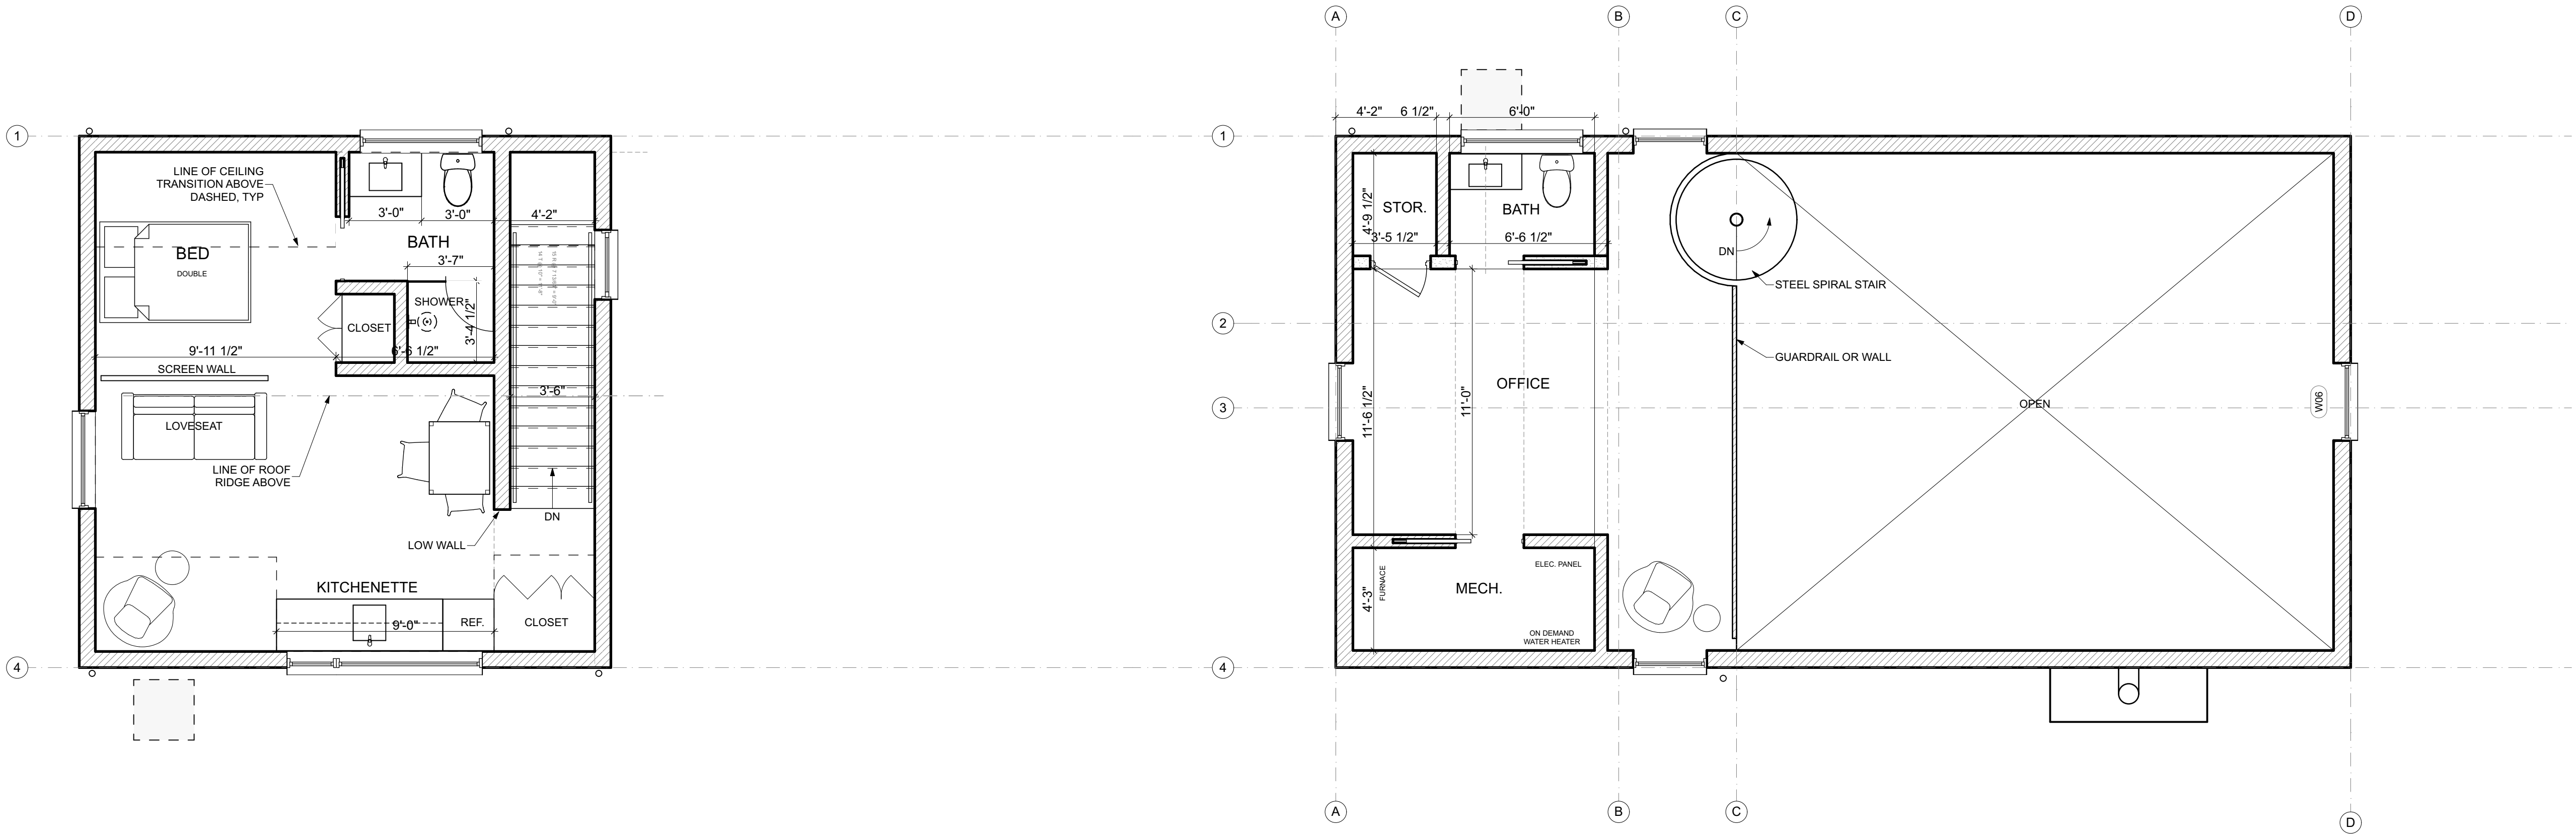 A
B
C
D
1
1
4'-2"
6 1/2"
6'-0"
LINE OF CEILING
TRANSITION ABOVE
DASHED, TYP
3'-0"
3'-0"
4'-2"
BATH
BED
DOUBLE
3'-7"
SHOWER
3'-4 1/2"
CLOSET
9'-11 1/2"
6'-6 1/2"
SCREEN WALL
3'-6"
LOVESEAT
LINE OF ROOF
RIDGE ABOVE
DN
LOW WALL
KITCHENETTE
9'-0"
REF.
CLOSET
4
STOR.
4'-9 1/2"
3'-5 1/2"
BATH
6'-6 1/2"
DN
STEEL SPIRAL STAIR
2
GUARDRAIL OR WALL
OFFICE
11'-6 1/2"
11'-0"
3
OPEN
W06
ELEC. PANEL
FURNACE
MECH.
4'-3"
ON DEMAND
WATER HEATER
4
A
B
C
D